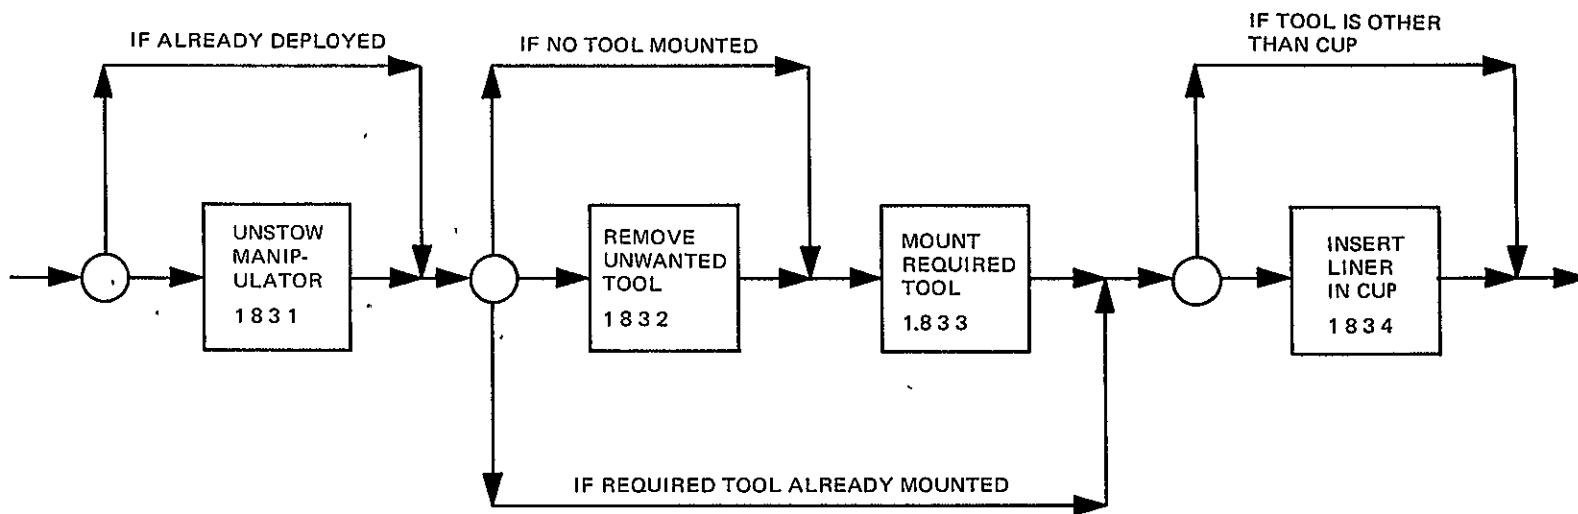 IF ALREADY DEPLOYED
IF NO TOOL MOUNTED
IF TOOL IS OTHER
THAN CUP
UNSTOW
MANIP-
ULATOR
1831
REMOVE
UNWANTED
TOOL
1832
MOUNT
REQUIRED
TOOL
1.833
INSERT
LINER
IN CUP
1834
IF REQUIRED TOOL ALREADY MOUNTED